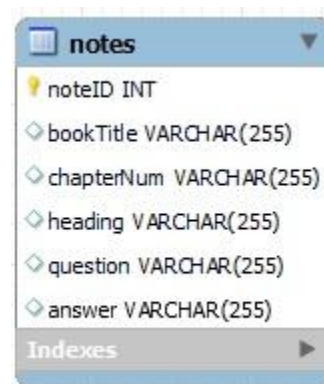 notes
noteID INT
bookTitle VARCHAR(255)
chapterNum VARCHAR(255)
heading VARCHAR(255)
question VARCHAR(255)
answer VARCHAR(255)
Indexes